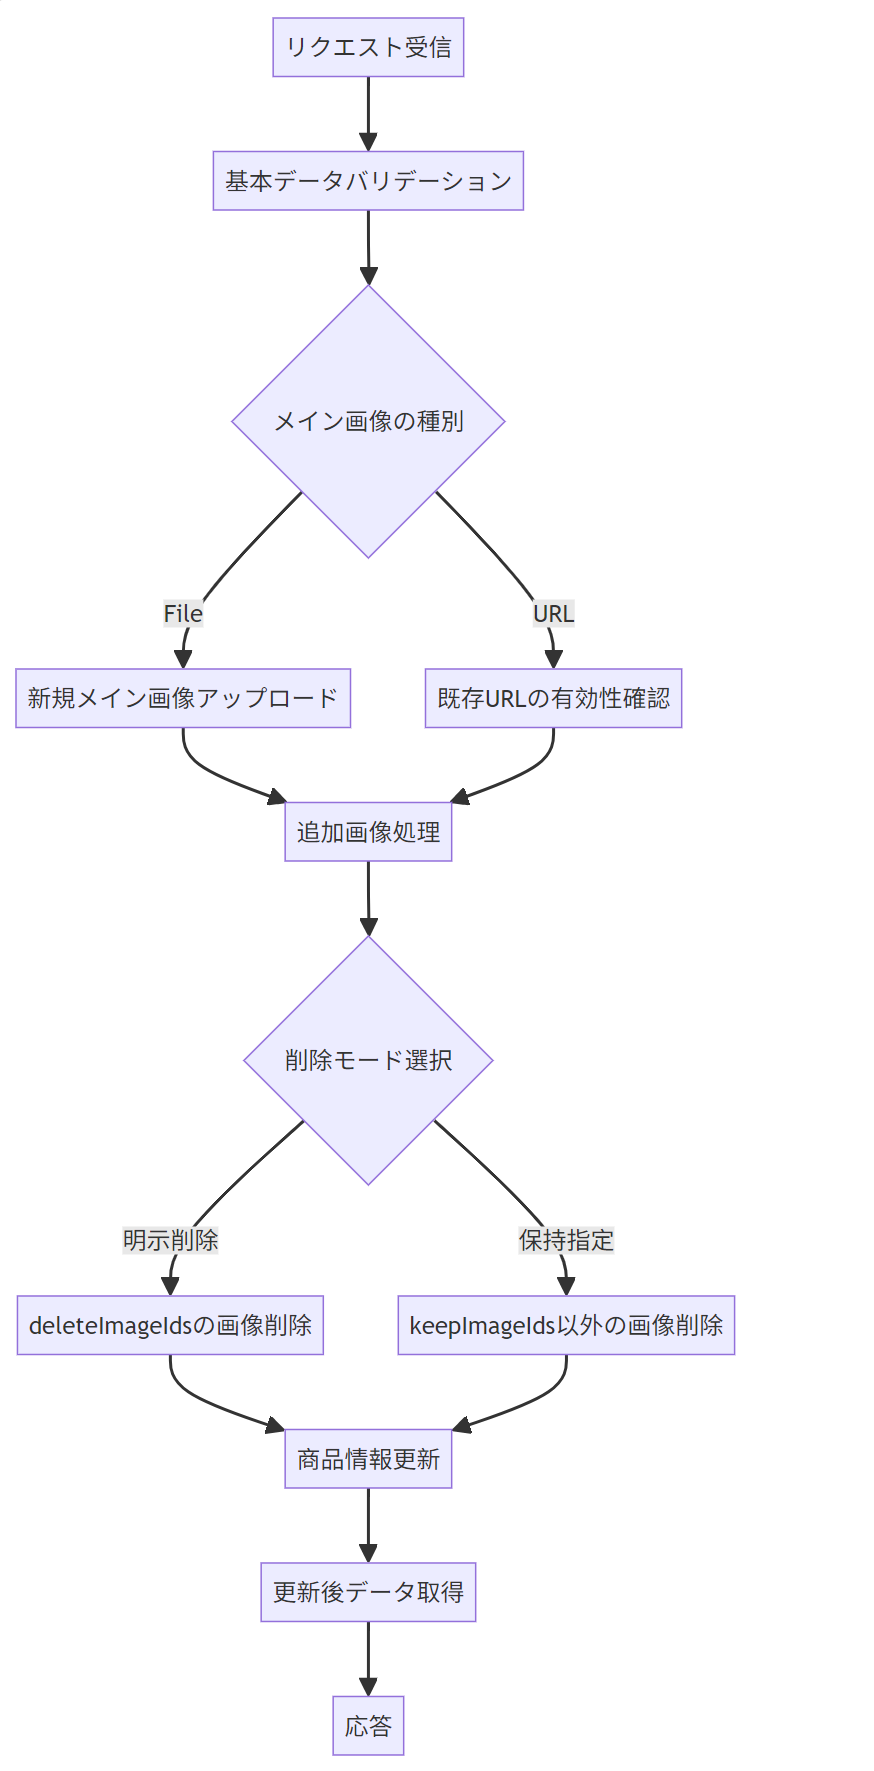 リクエスト受信
基本データバリデーション
メイン画像の種別
File
URL
新規メイン画像アップロード
既存URLの有効性確認
追加画像処理
削除モード選択
明示削除
保持指定
deleteImageIdsの画像削除
keepImageIds以外の画像削除
商品情報更新
更新後データ取得
応答